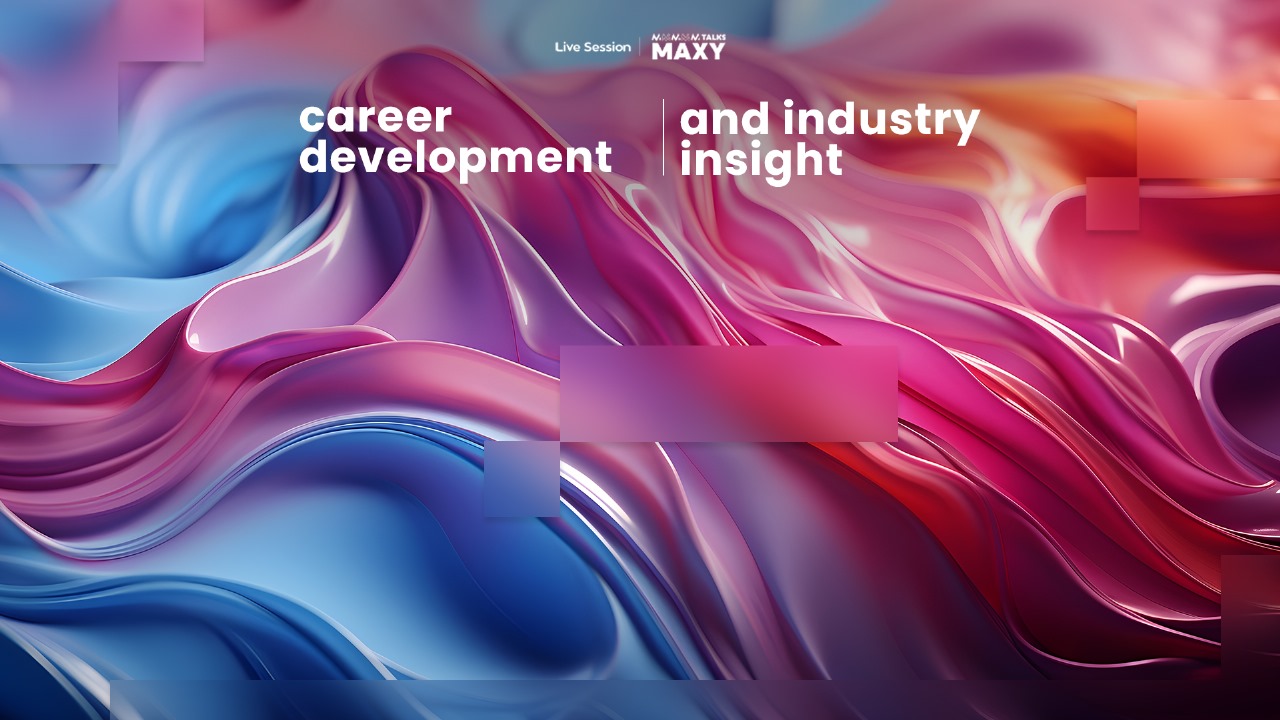 Live Session
TALKS
MAXY
career
development
and industry
insight